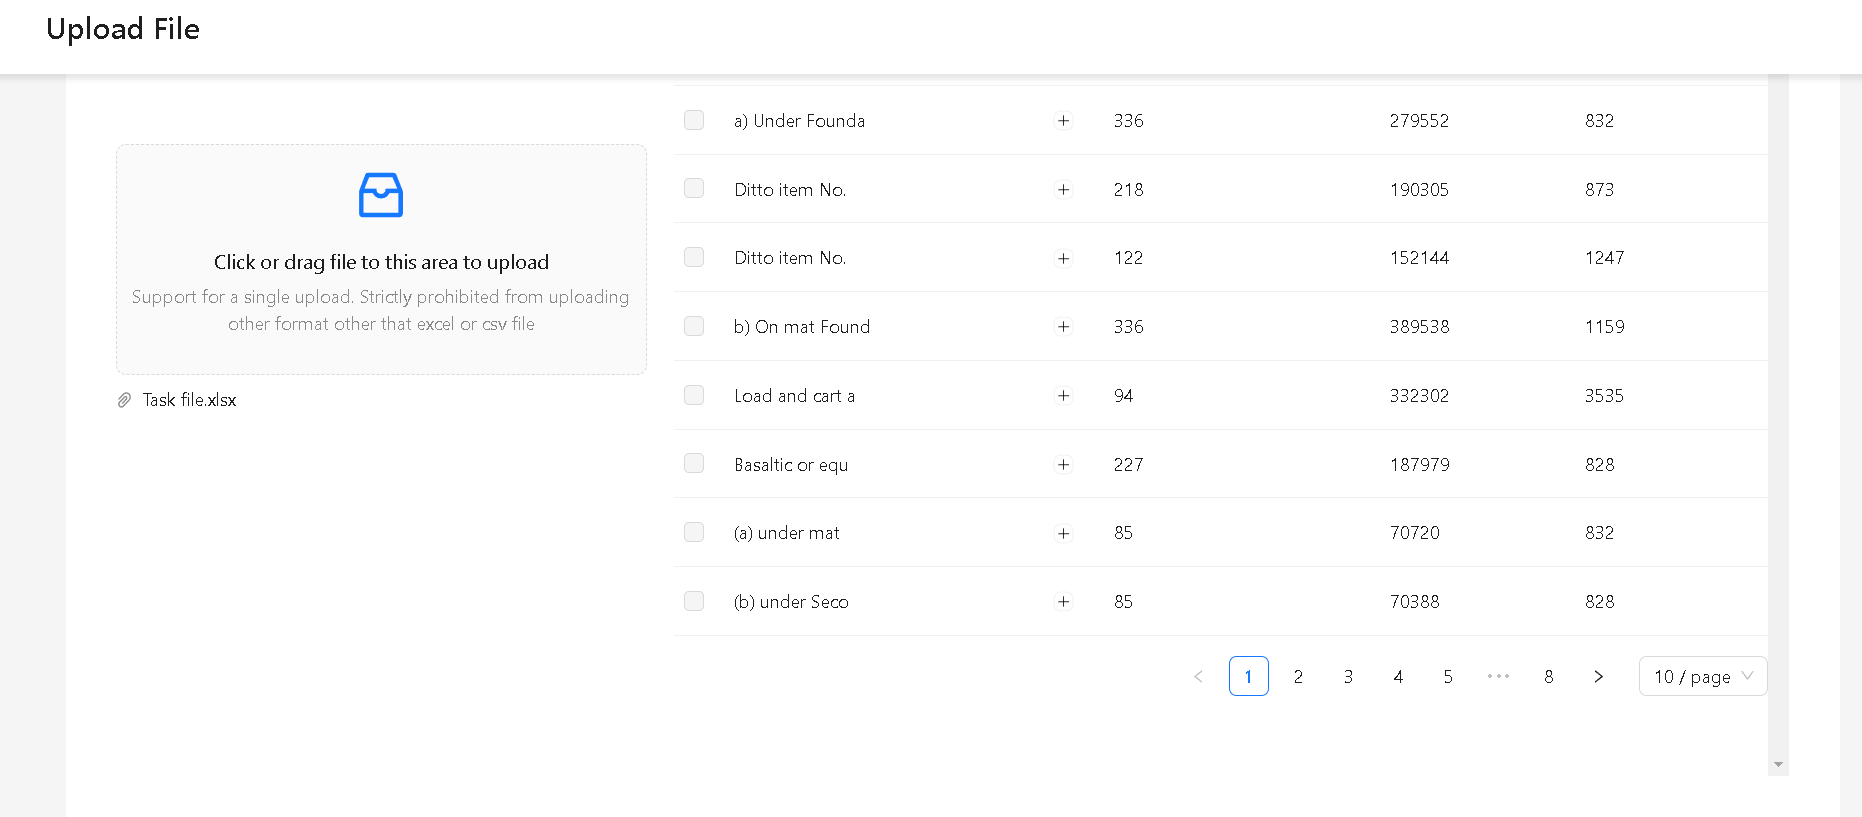 Upload File
Click or drag file to this area to upload
Support for a single upload. Strictly prohibited from uploading
other format other that excel or csv file
Task file.xlsx
a) Under Founda + 336 279552 832
Ditto item No. + 218 190305 873
Ditto item No. + 122 152144 1247
b) On mat Found + 336 389538 1159
Load and cart a + 94 332302 3535
Basaltic or equ + 227 187979 828
(a) under mat + 85 70720 832
(b) under Seco + 85 70388 828
< 1 2 3 4 5 ••• 8 > 10 / page